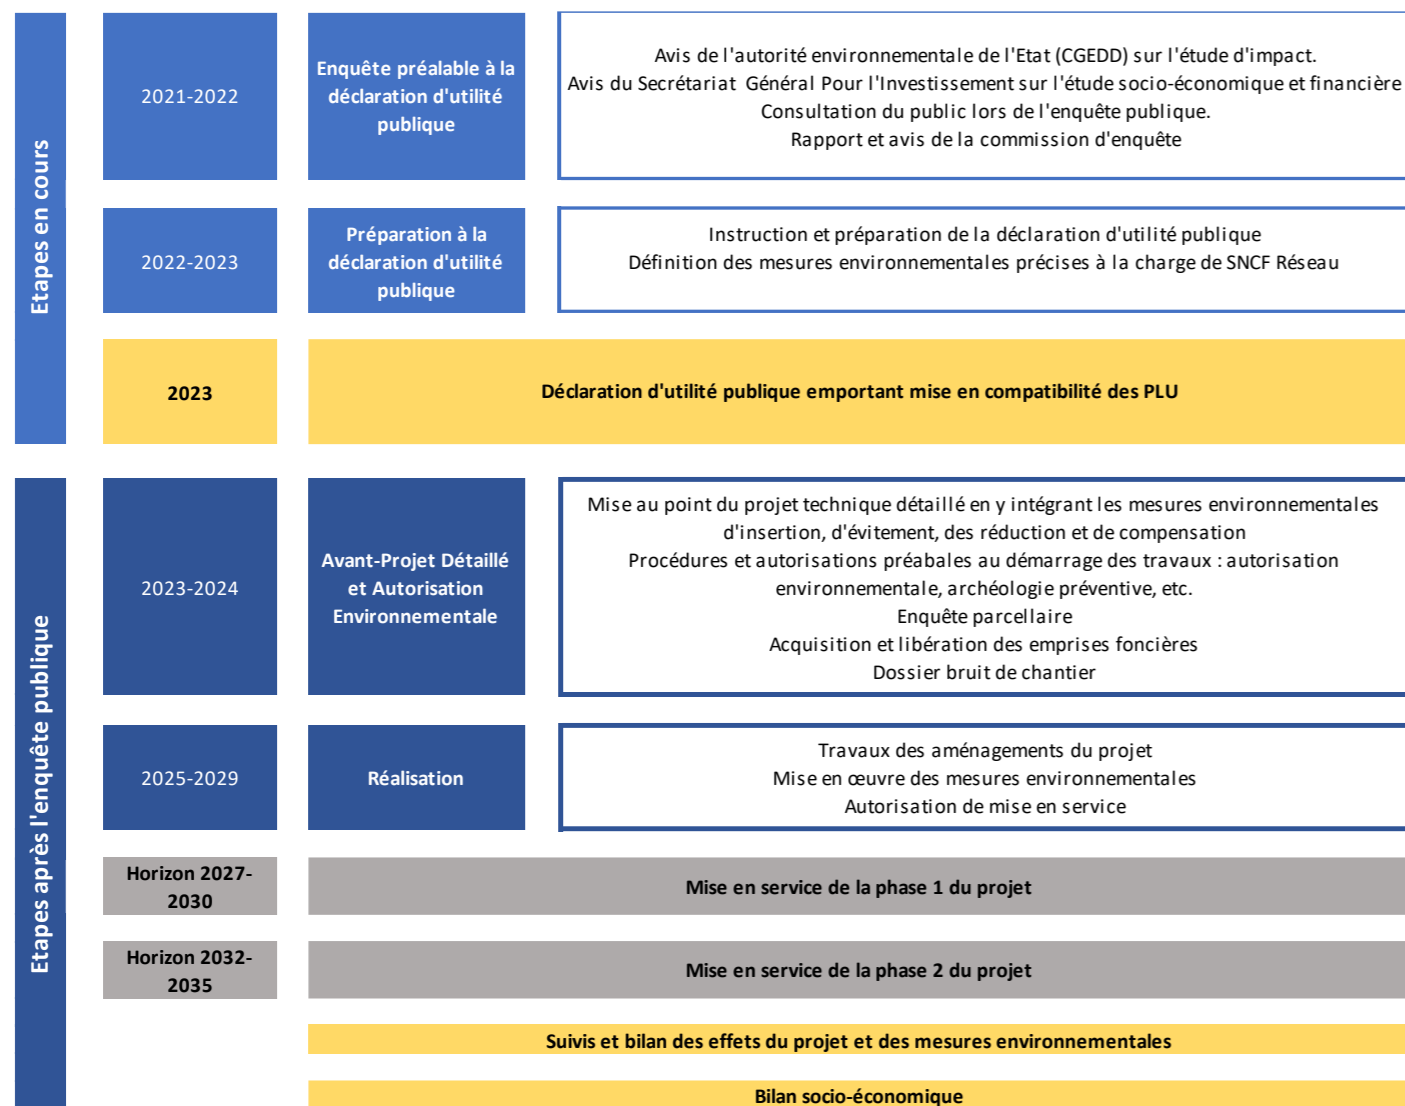 Etapes en cours
2021-2022
Enquête préalable à la
déclaration d'utilité
publique
Avis de l'autorité environnementale de l'Etat (CGEDD) sur l'étude d'impact.
Avis du Secrétariat Général Pour l'Investissement sur l'étude socio-économique et financière
Consultation du public lors de l'enquête publique.
Rapport et avis de la commission d'enquête
2022-2023
Préparation à la
déclaration d'utilité
publique
Instruction et préparation de la déclaration d'utilité publique
Définition des mesures environnementales précises à la charge de SNCF Réseau
2023
Déclaration d'utilité publique emportant mise en compatibilité des PLU
Etapes après l'enquête publique
2023-2024
Avant-Projet Détaillé
et Autorisation
Environnementale
Mise au point du projet technique détaillé en y intégrant les mesures environnementales
d'insertion, d'évitement, des réduction et de compensation
Procédures et autorisations préabales au démarrage des travaux : autorisation
environnementale, archéologie préventive, etc.
Enquête parcellaire
Acquisition et libération des emprises foncières
Dossier bruit de chantier
2025-2029
Réalisation
Travaux des aménagements du projet
Mise en œuvre des mesures environnementales
Autorisation de mise en service
Horizon 2027-
2030
Mise en service de la phase 1 du projet
Horizon 2032-
2035
Mise en service de la phase 2 du projet
Suivis et bilan des effets du projet et des mesures environnementales
Bilan socio-économique